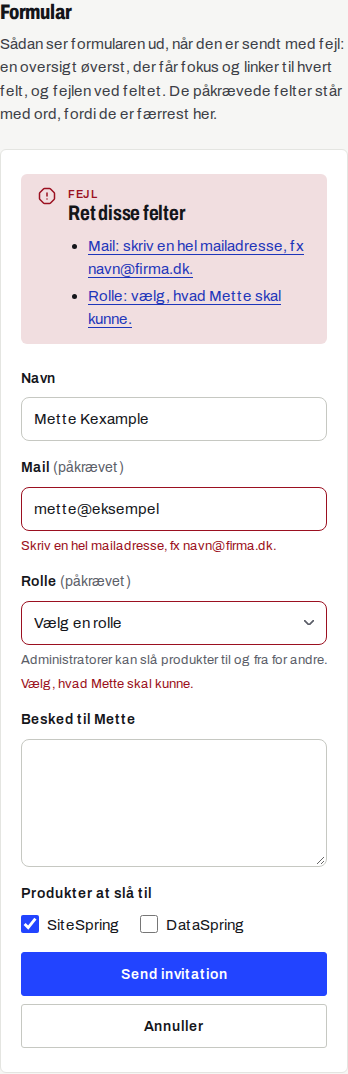 Formular
Sådan ser formularen ud, når den er sendt med fejl:
en oversigt øverst, der får fokus og linker til hvert
felt, og fejlen ved feltet. De påkrævede felter står
med ord, fordi de er færrest her.
FEJL
Ret disse felter
Mail: skriv en hel mailadresse, fx
navn@firma.dk.
Rolle: vælg, hvad Mette skal
kunne.
Navn
Mette Kexample
Mail (påkrævet)
mette@eksempel
Skriv en hel mailadresse, fx navn@firma.dk.
Rolle (påkrævet)
Vælg en rolle
Administratorer kan slå produkter til og fra for andre.
Vælg, hvad Mette skal kunne.
Besked til Mette
Produkter at slå til
SiteSpring DataSpring
Send invitation
Annuller